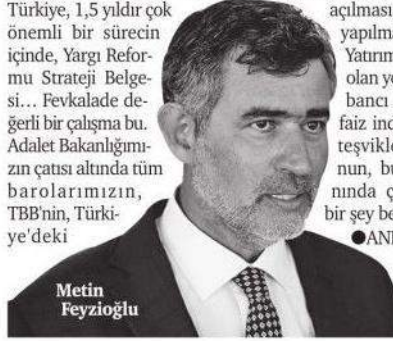 Türkiye, 1,5 yıldır çok
önemli bir sürecin
içinde, Yargı Refor-
mu Strateji Belge-
si... Fevkalade de-
ğerli bir çalışma bu.
Adalet Bakanlığımı-
zın çatısı altında tüm
barolarımızın,
TBB'nin, Türki-
ye'deki
açılması
yapılma
Yatırım
olan ye
bancı
faiz ind
teşvikle
nun, bu
nında ç
bir şey be
●ANI
Metin
Feyzioğlu